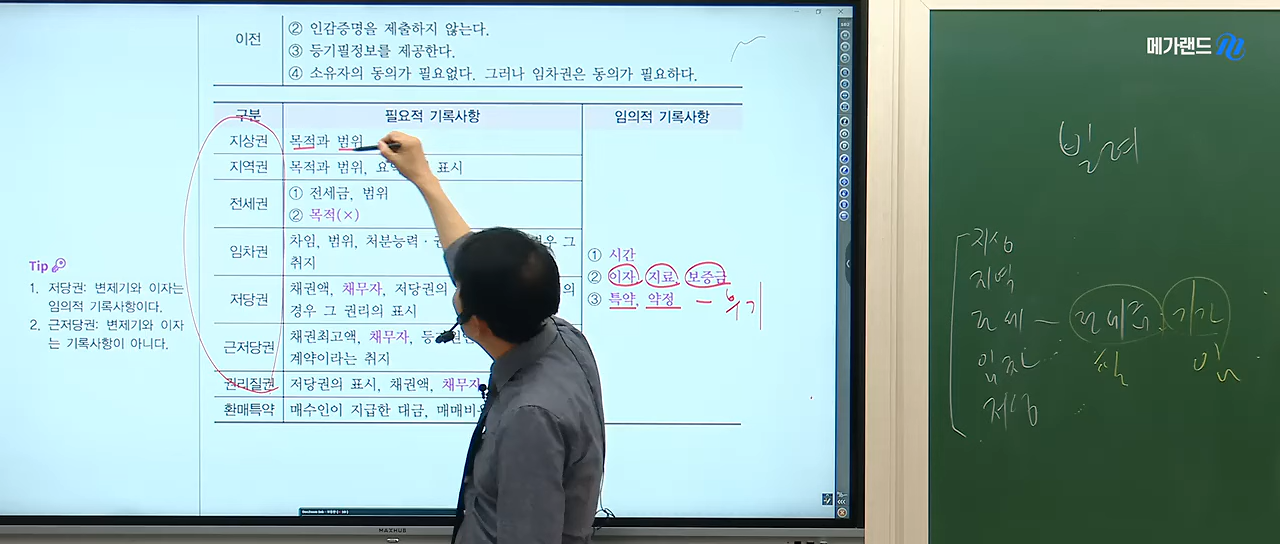 이전
② 인감증명을 제출하지 않는다.
③ 등기필정보를 제공한다.
④ 소유자의 동의가 필요없다. 그러나 임차권은 동의가 필요하다.
구분 필요적 기록사항 임의적 기록사항
지상권 목적과 범위
지역권 목적과 범위, 표시
전세권 ① 전세금, 범위
② 목적(×)
임차권 차임, 범위, 처분능력·
그
취지
저당권 채권액, 채무자, 저당권의
의
경우 그 권리의 표시
근저당권 채권최고액, 채무자,
계약이라는 취지
권리질권 저당권의 표시, 채권액, 채무자
환매특약 매수인이 지급한 대금,
① 시간
② 이자, 지료, 보증금
③ 특약, 약정 - 부기
Tip
1. 저당권: 변제기와 이자는
임의적 기록사항이다.
2. 근저당권: 변제기와 이자
는 기록사항이 아니다.
MAXHUB
메가랜드
빌려
지상
지역
전세 - 전세금, 기간
임차
저당
필
임